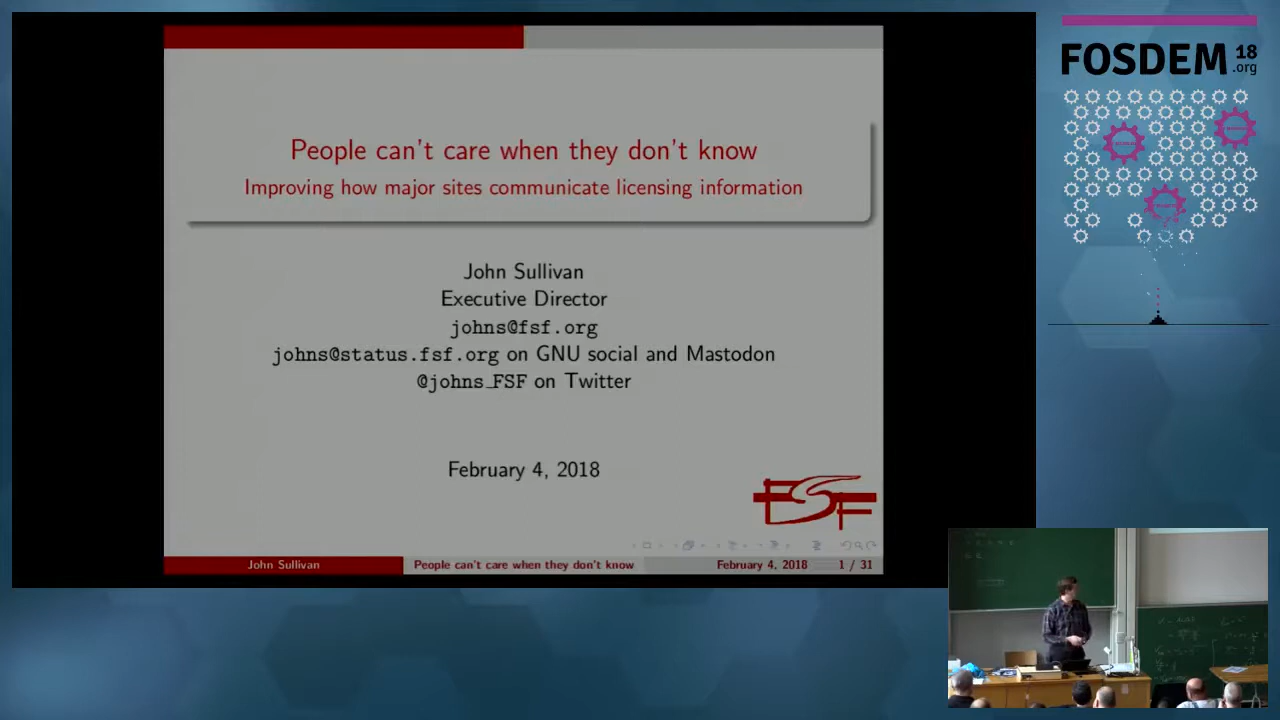 People can't care when they don't know
Improving how major sites communicate licensing information
John Sullivan
Executive Director
johns@fsf.org
johns@status.fsf.org on GNU social and Mastodon
@johns_FSF on Twitter
February 4, 2018
FSF
John Sullivan
People can't care when they don't know
February 4, 2018
1 / 31
FOSDEM 18
.org